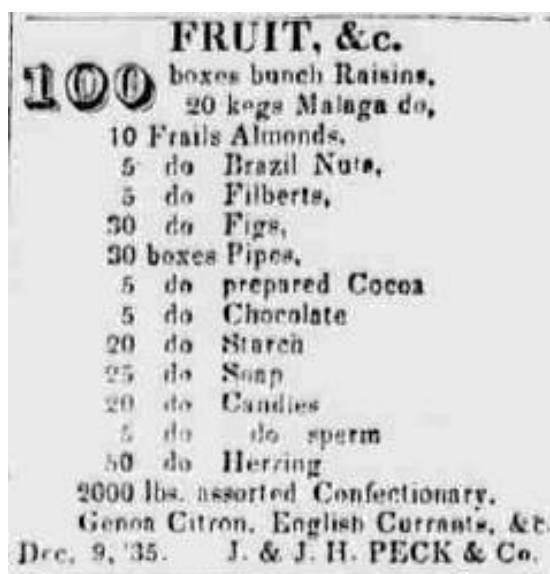 FRUIT, &c.
100 boxes bunch Raisins,
20 kegs Malaga do,
10 Frails Almonds,
5 do Brazil Nuts,
5 do Filberts,
30 do Figs,
30 boxes Pipes,
5 do prepared Cocoa
5 do Chocolate
20 do Starch
25 do Soap
20 do Candles
5 do do sperm
50 do Herring
2000 lbs. assorted Confectionary,
Genoa Citron, English Currants, &c.
Dec. 9, '35. J. & J. H. PECK & Co.